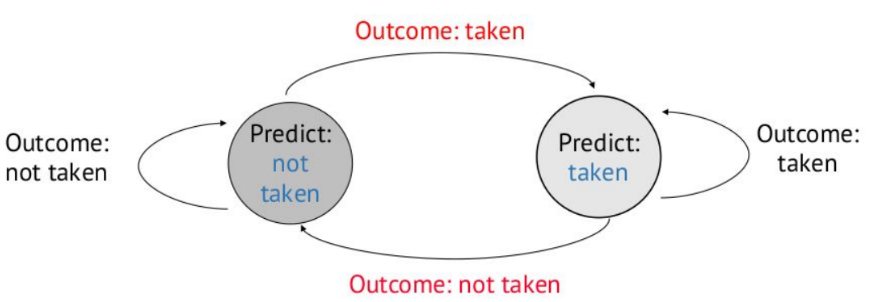 Outcome: taken
Outcome:
not taken
Predict:
not
taken
Predict:
taken
Outcome:
taken
Outcome: not taken